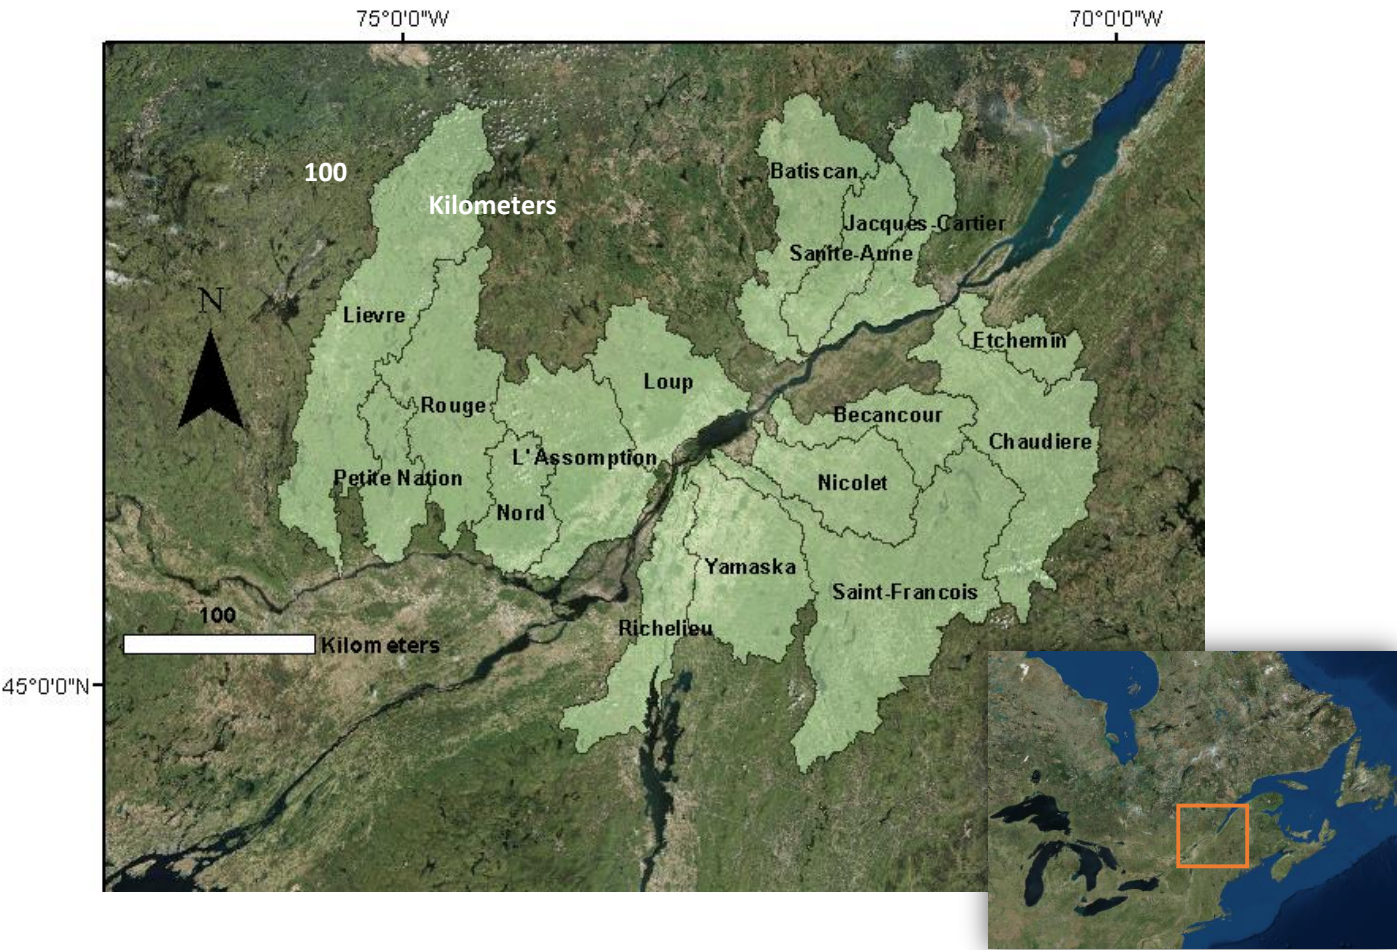 75°0'0"W
70°0'0"W
100
Kilometers
Batiscan
Jacques-Cartier
Sanite-Anne
N
Lievre
Etchemin
Loup
Rouge
Becancour
Chaudiere
L'Assomption
Petite Nation
Nicolet
Nord
Yamaska
Saint-Francois
100
Richelieu
Kilometers
45°0'0"N